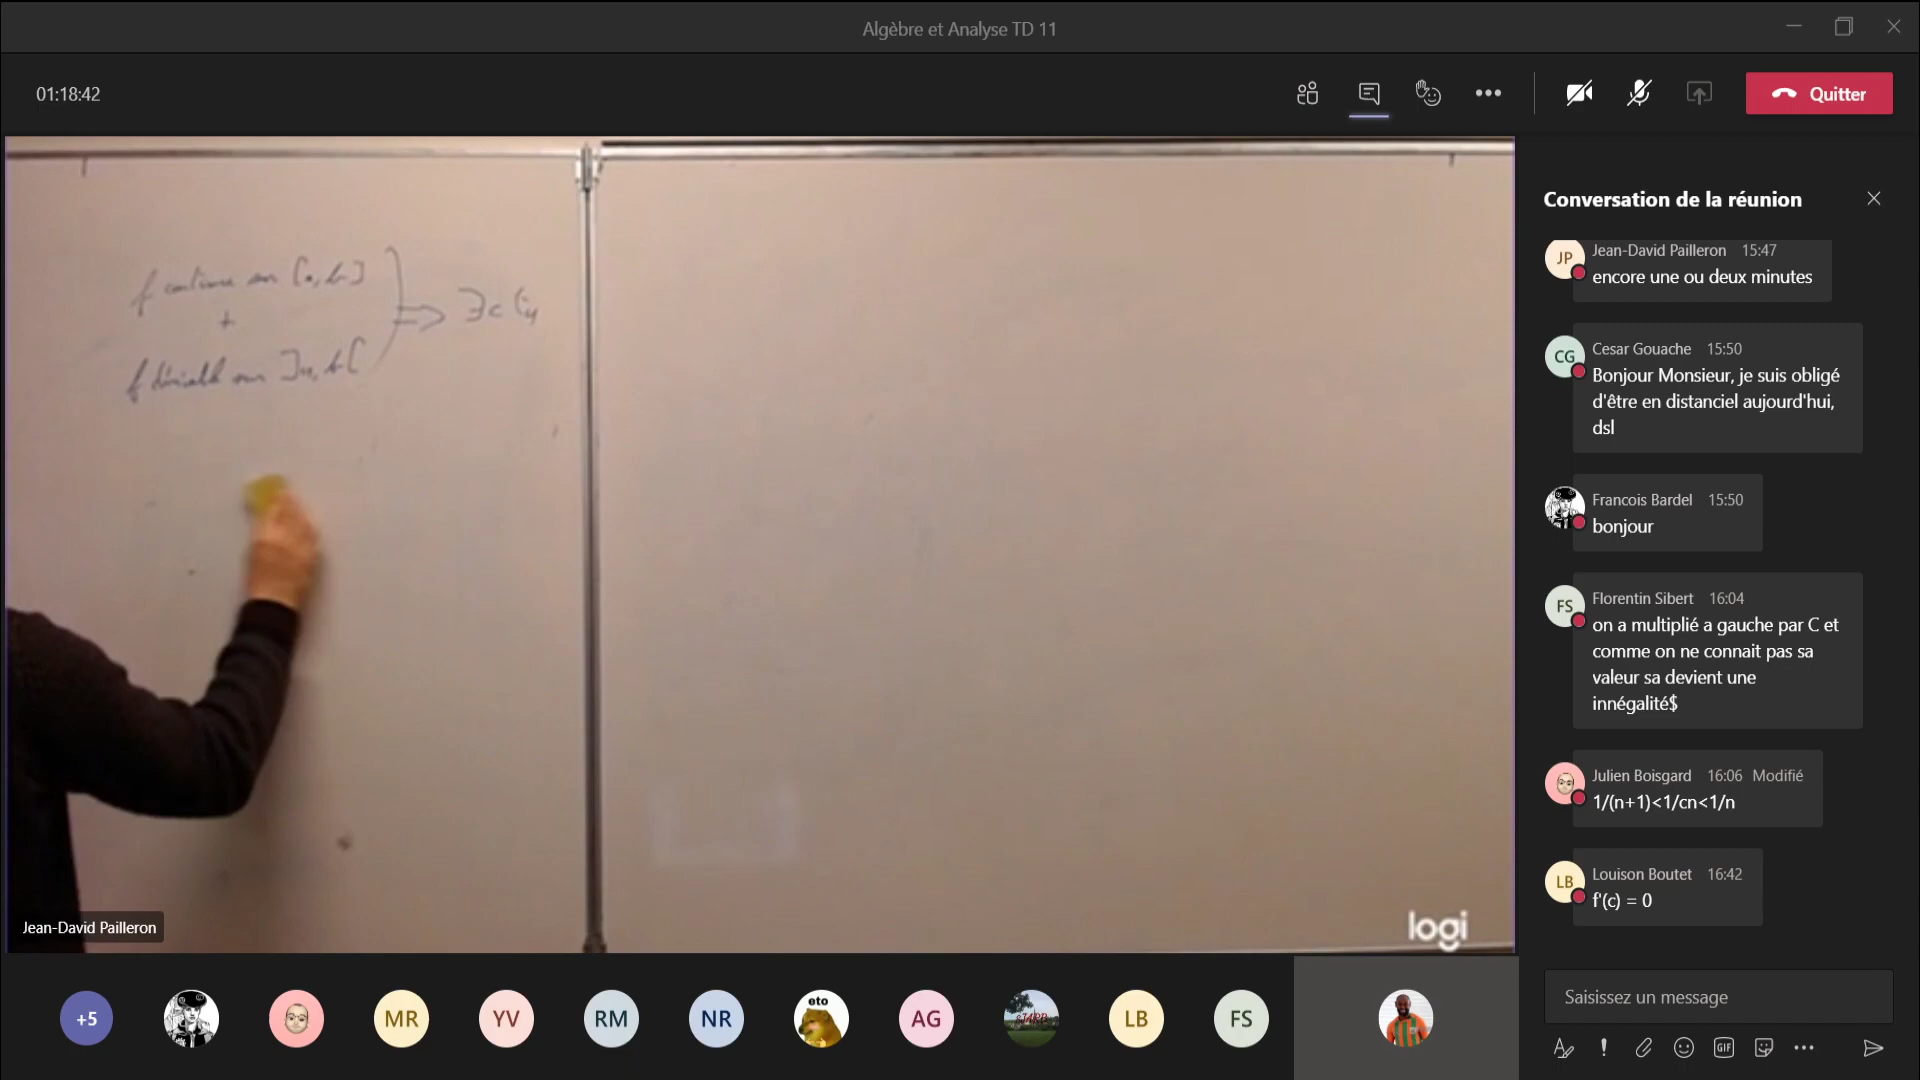 Algèbre et Analyse TD 11
01:18:42
Quitter
f continue sur [a, b]
+
f dérivable sur ]a, b[
⇒ ∃c
logi
Jean-David Pailleron
Conversation de la réunion
Jean-David Pailleron 15:47
encore une ou deux minutes
Cesar Gouache 15:50
Bonjour Monsieur, je suis obligé
d'être en distanciel aujourd'hui,
dsl
Francois Bardel 15:50
bonjour
Florentin Sibert 16:04
on a multiplié a gauche par C et
comme on ne connait pas sa
valeur sa devient une
innégalité$
Julien Boisgard 16:06 Modifié
1/(n+1)<1/cn<1/n
Louison Boutet 16:42
f'(c) = 0
JP
CG
FS
LB
Saisissez un message
GIF
+5
MR
YV
RM
NR
eto
AG
LB
FS